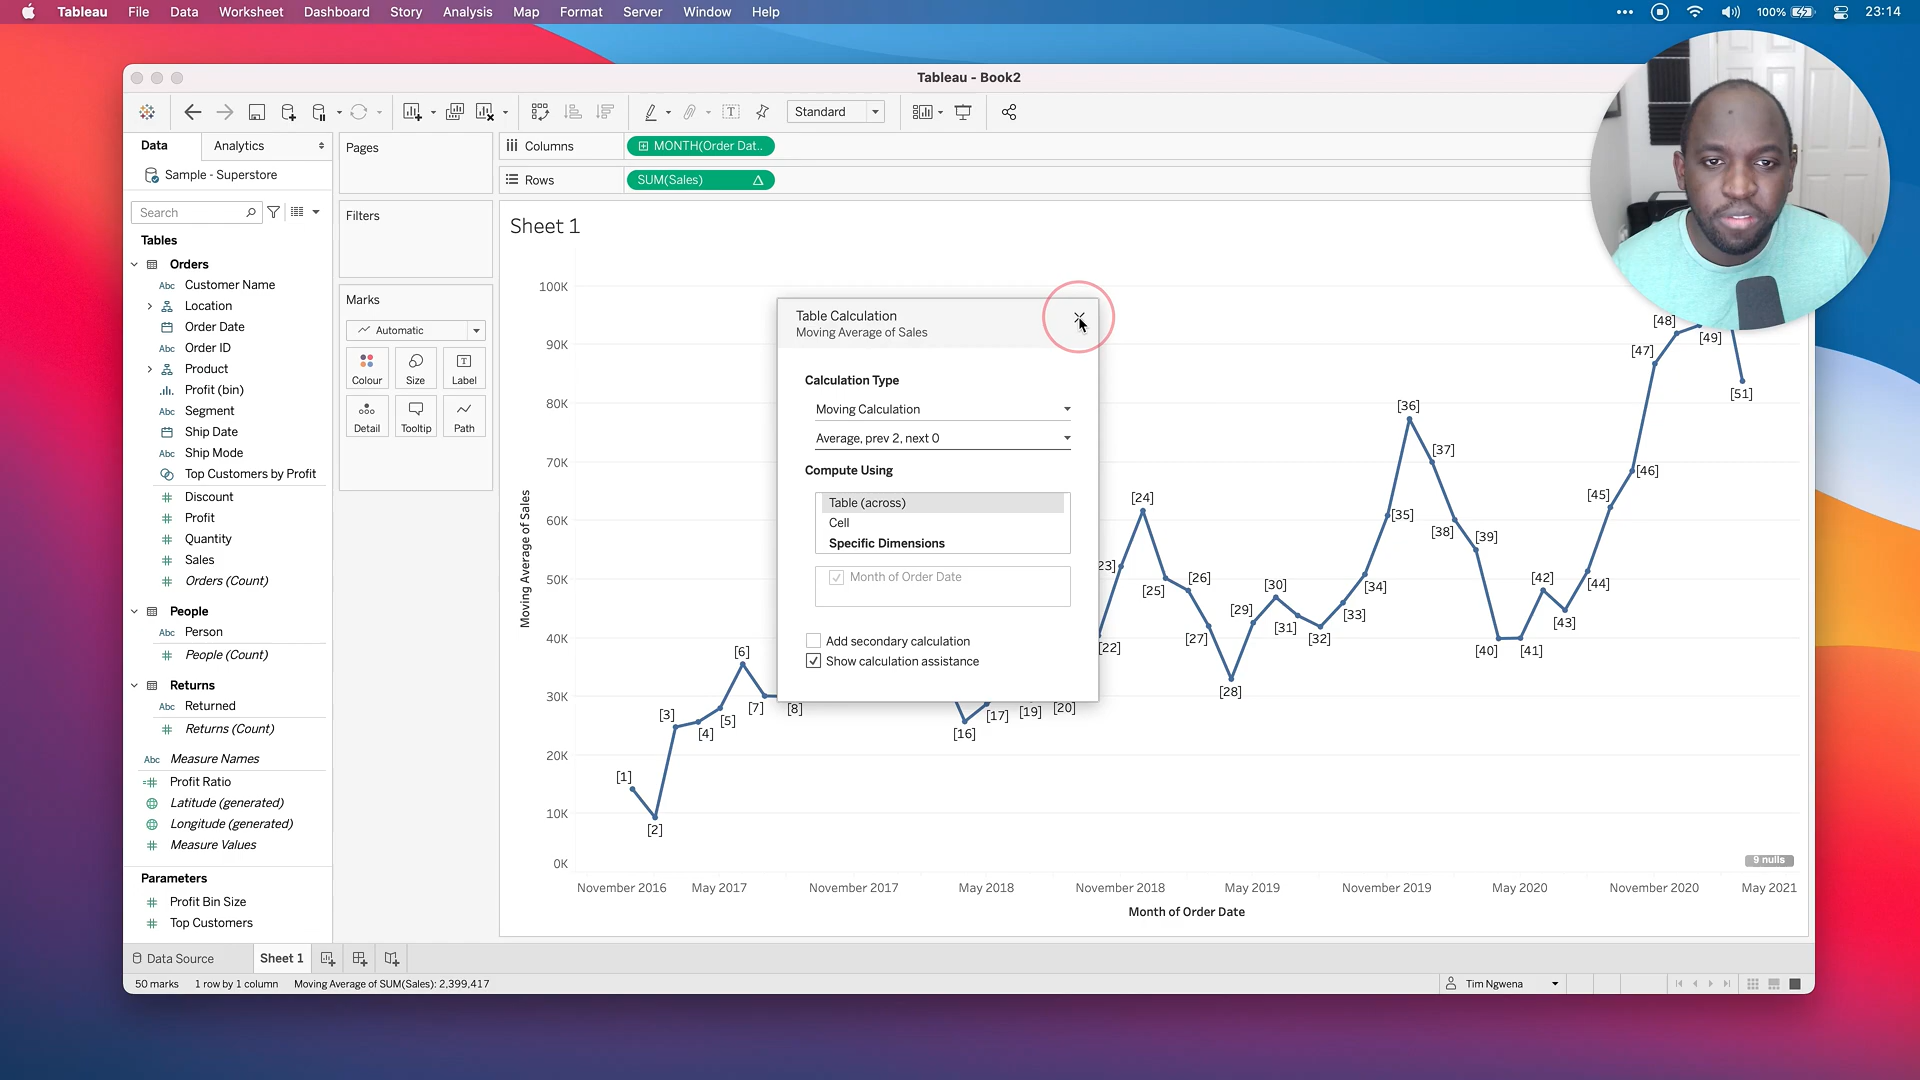 Tableau File Data Worksheet Dashboard Story Analysis Map Format Server Window Help
100% 23:14
Tableau - Book2
Standard
Data Analytics
Sample - Superstore
Search
Tables
Orders
Customer Name
Location
Order Date
Order ID
Product
Profit (bin)
Segment
Ship Date
Ship Mode
Top Customers by Profit
Discount
Profit
Quantity
Sales
Orders (Count)
People
Person
People (Count)
Returns
Returned
Returns (Count)
Measure Names
Profit Ratio
Latitude (generated)
Longitude (generated)
Measure Values
Parameters
Profit Bin Size
Top Customers
Pages
Filters
Marks
Automatic
Colour Size Label
Detail Tooltip Path
Columns MONTH(Order Dat..
Rows SUM(Sales)
Sheet 1
100K
90K
80K
70K
60K
50K
40K
30K
20K
10K
0K
Moving Average of Sales
[1]
[2]
[3]
[4]
[5]
[6]
[7]
[8]
[16]
[17]
[19]
[20]
[22]
23]
[24]
[25]
[26]
[27]
[28]
[29]
[30]
[31]
[32]
[33]
[34]
[35]
[36]
[37]
[38]
[39]
[40]
[41]
[42]
[43]
[44]
[45]
[46]
[47]
[48]
[49]
[51]
Table Calculation
Moving Average of Sales
Calculation Type
Moving Calculation
Average, prev 2, next 0
Compute Using
Table (across)
Cell
Specific Dimensions
Month of Order Date
Add secondary calculation
Show calculation assistance
9 nulls
November 2016 May 2017 November 2017 May 2018 November 2018 May 2019 November 2019 May 2020 November 2020 May 2021
Month of Order Date
Data Source Sheet 1
50 marks 1 row by 1 column Moving Average of SUM(Sales): 2,399,417
Tim Ngwena